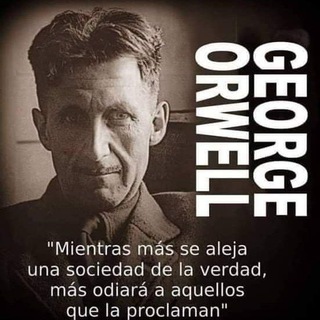 GEORGE
ORWELL
"Mientras más se aleja
una sociedad de la verdad,
más odiará a aquellos
que la proclaman"